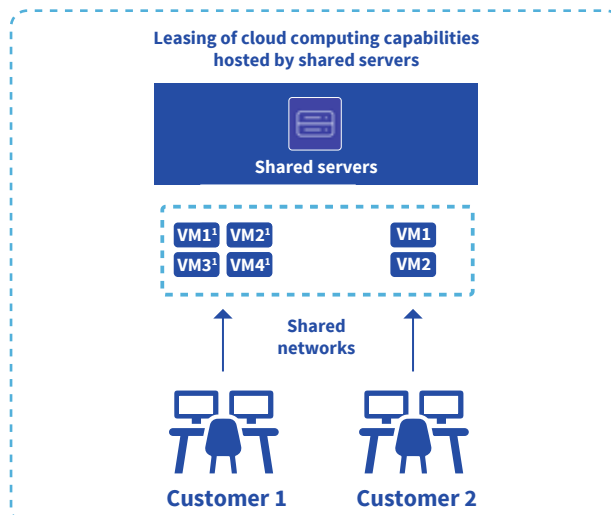 Leasing of cloud computing capabilities
hosted by shared servers
Shared servers
VM1¹ VM2¹ VM1
VM3¹ VM4¹ VM2
Shared
networks
Customer 1 Customer 2